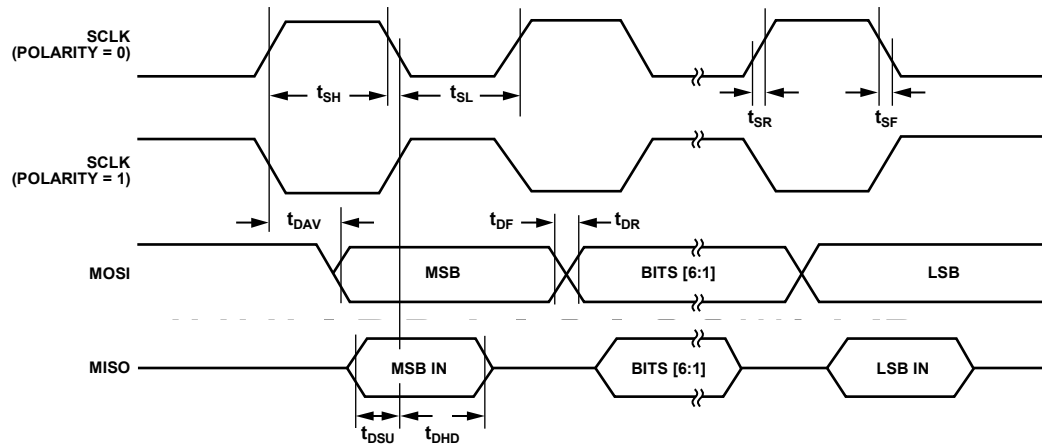 SCLK
(POLARITY = 0)
tSH
tSL
tSR
tSF
SCLK
(POLARITY = 1)
tDAV
tDF
tDR
MOSI
MSB
BITS [6:1]
LSB
MISO
MSB IN
BITS [6:1]
LSB IN
tDSU
tDHD